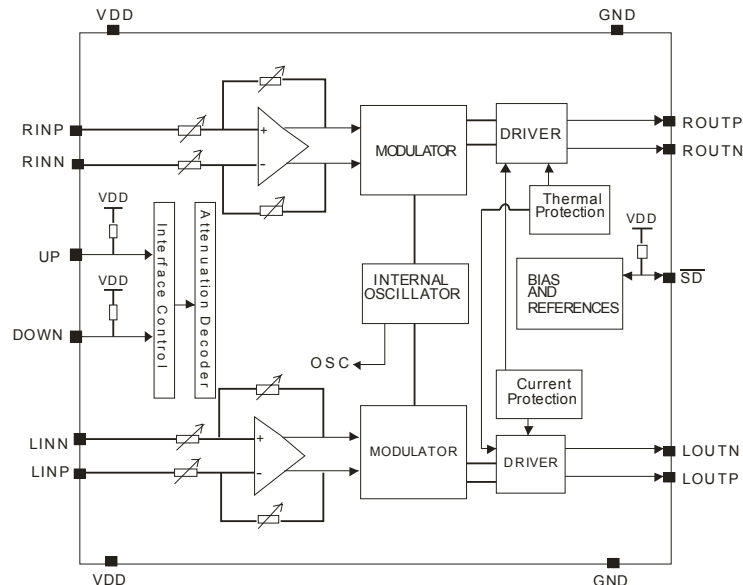 VDD
GND
RINP
RINN
+
-
MODULATOR
DRIVER
ROUTP
ROUTN
Thermal
Protection
VDD
UP
VDD
DOWN
Interface Control
Attenuation Decoder
INTERNAL
OSCILLATOR
OSC
VDD
BIAS
AND
REFERENCES
SD
Current
Protection
LINN
LINP
+
-
MODULATOR
DRIVER
LOUTN
LOUTP
VDD
GND